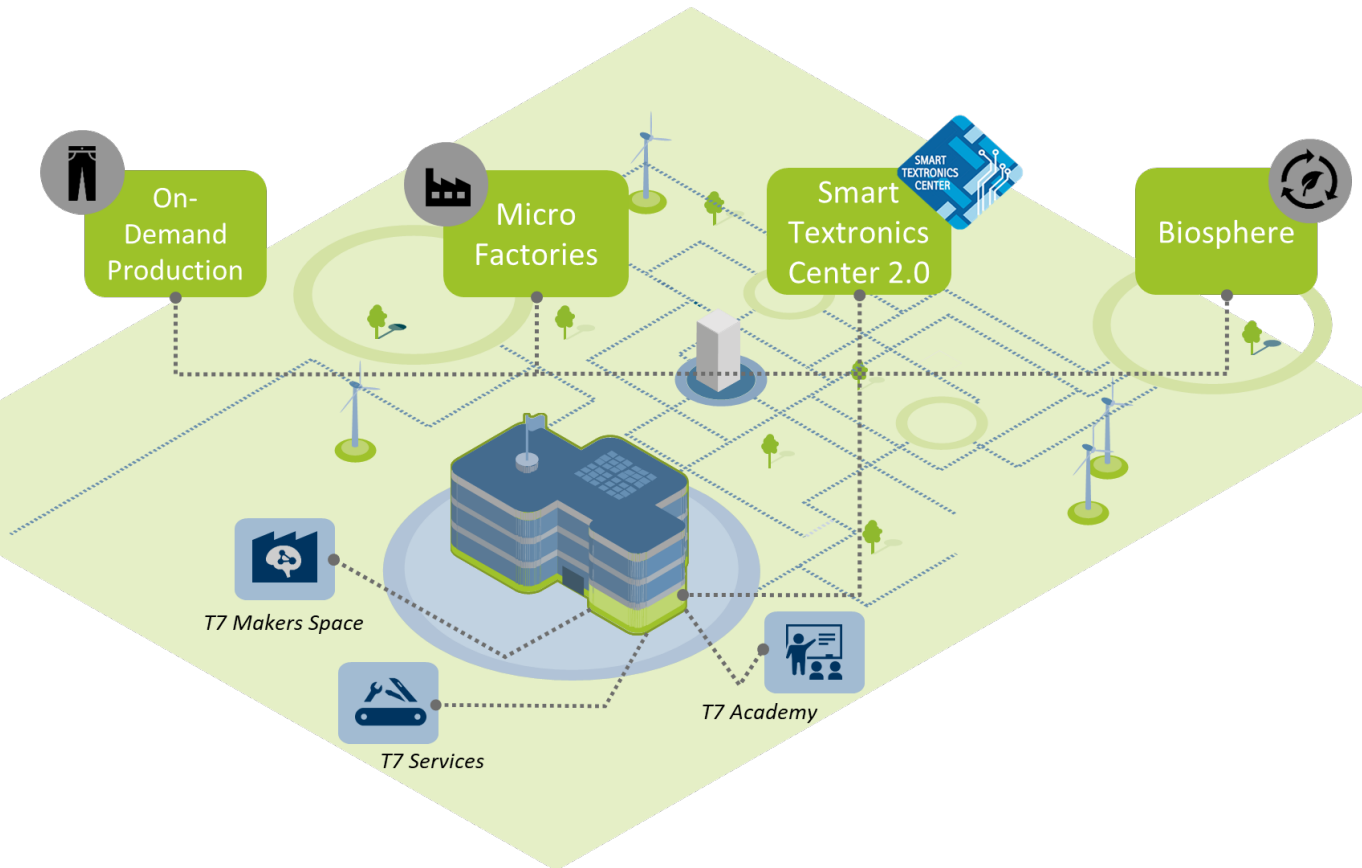 On-
Demand
Production
Micro
Factories
Smart
Textronics
Center 2.0
SMART
TEXTRONICS
CENTER
Biosphere
T7 Makers Space
T7 Services
T7 Academy